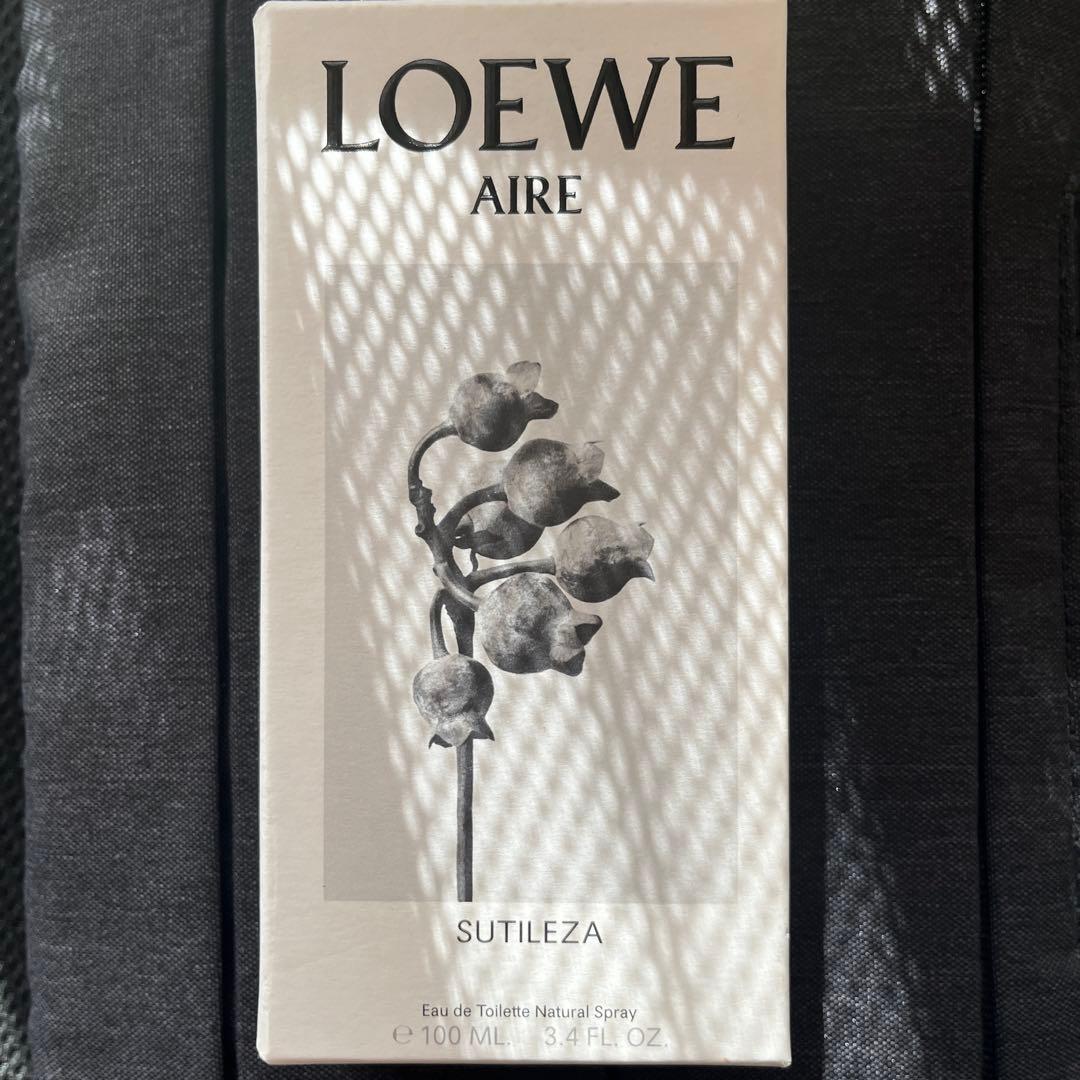 LOEWE
AIRE
SUTILEZA
Eau de Toilette Natural Spray
℮ 100 ML. 3.4 FL. OZ.